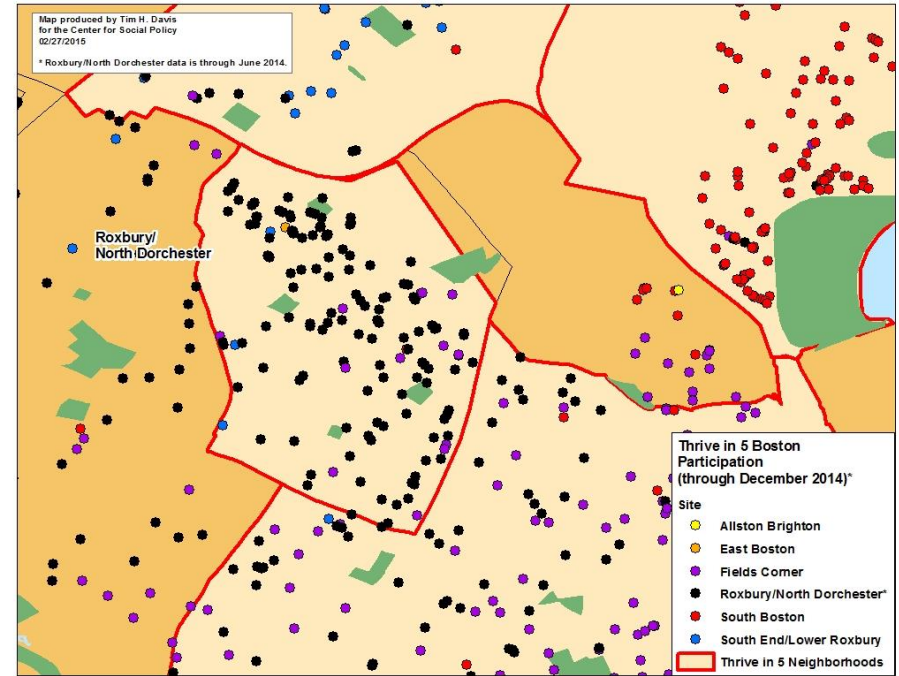 Map produced by Tim H. Davis
for the Center for Social Policy
02/27/2015
* Roxbury/North Dorchester data is through June 2014.
Roxbury/
North Dorchester
Thrive in 5 Boston
Participation
(through December 2014)*
Site
Allston Brighton
East Boston
Fields Corner
Roxbury/North Dorchester*
South Boston
South End/Lower Roxbury
Thrive in 5 Neighborhoods